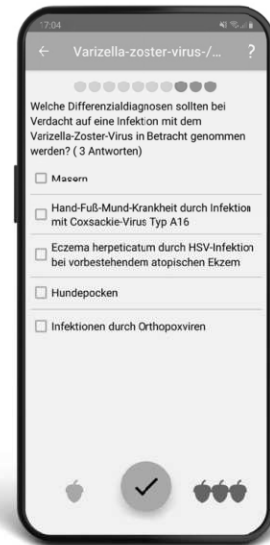 17:04
Varizella-zoster-virus-/... ?
Welche Differenzialdiagnosen sollten bei
Verdacht auf eine Infektion mit dem
Varizella-Zoster-Virus in Betracht genommen
werden? ( 3 Antworten)
Masern
Hand-Fuß-Mund-Krankheit durch Infektion
mit Coxsackie-Virus Typ A16
Eczema herpeticatum durch HSV-Infektion
bei vorbestehendem atopischen Ekzem
Hundepocken
Infektionen durch Orthopoxviren